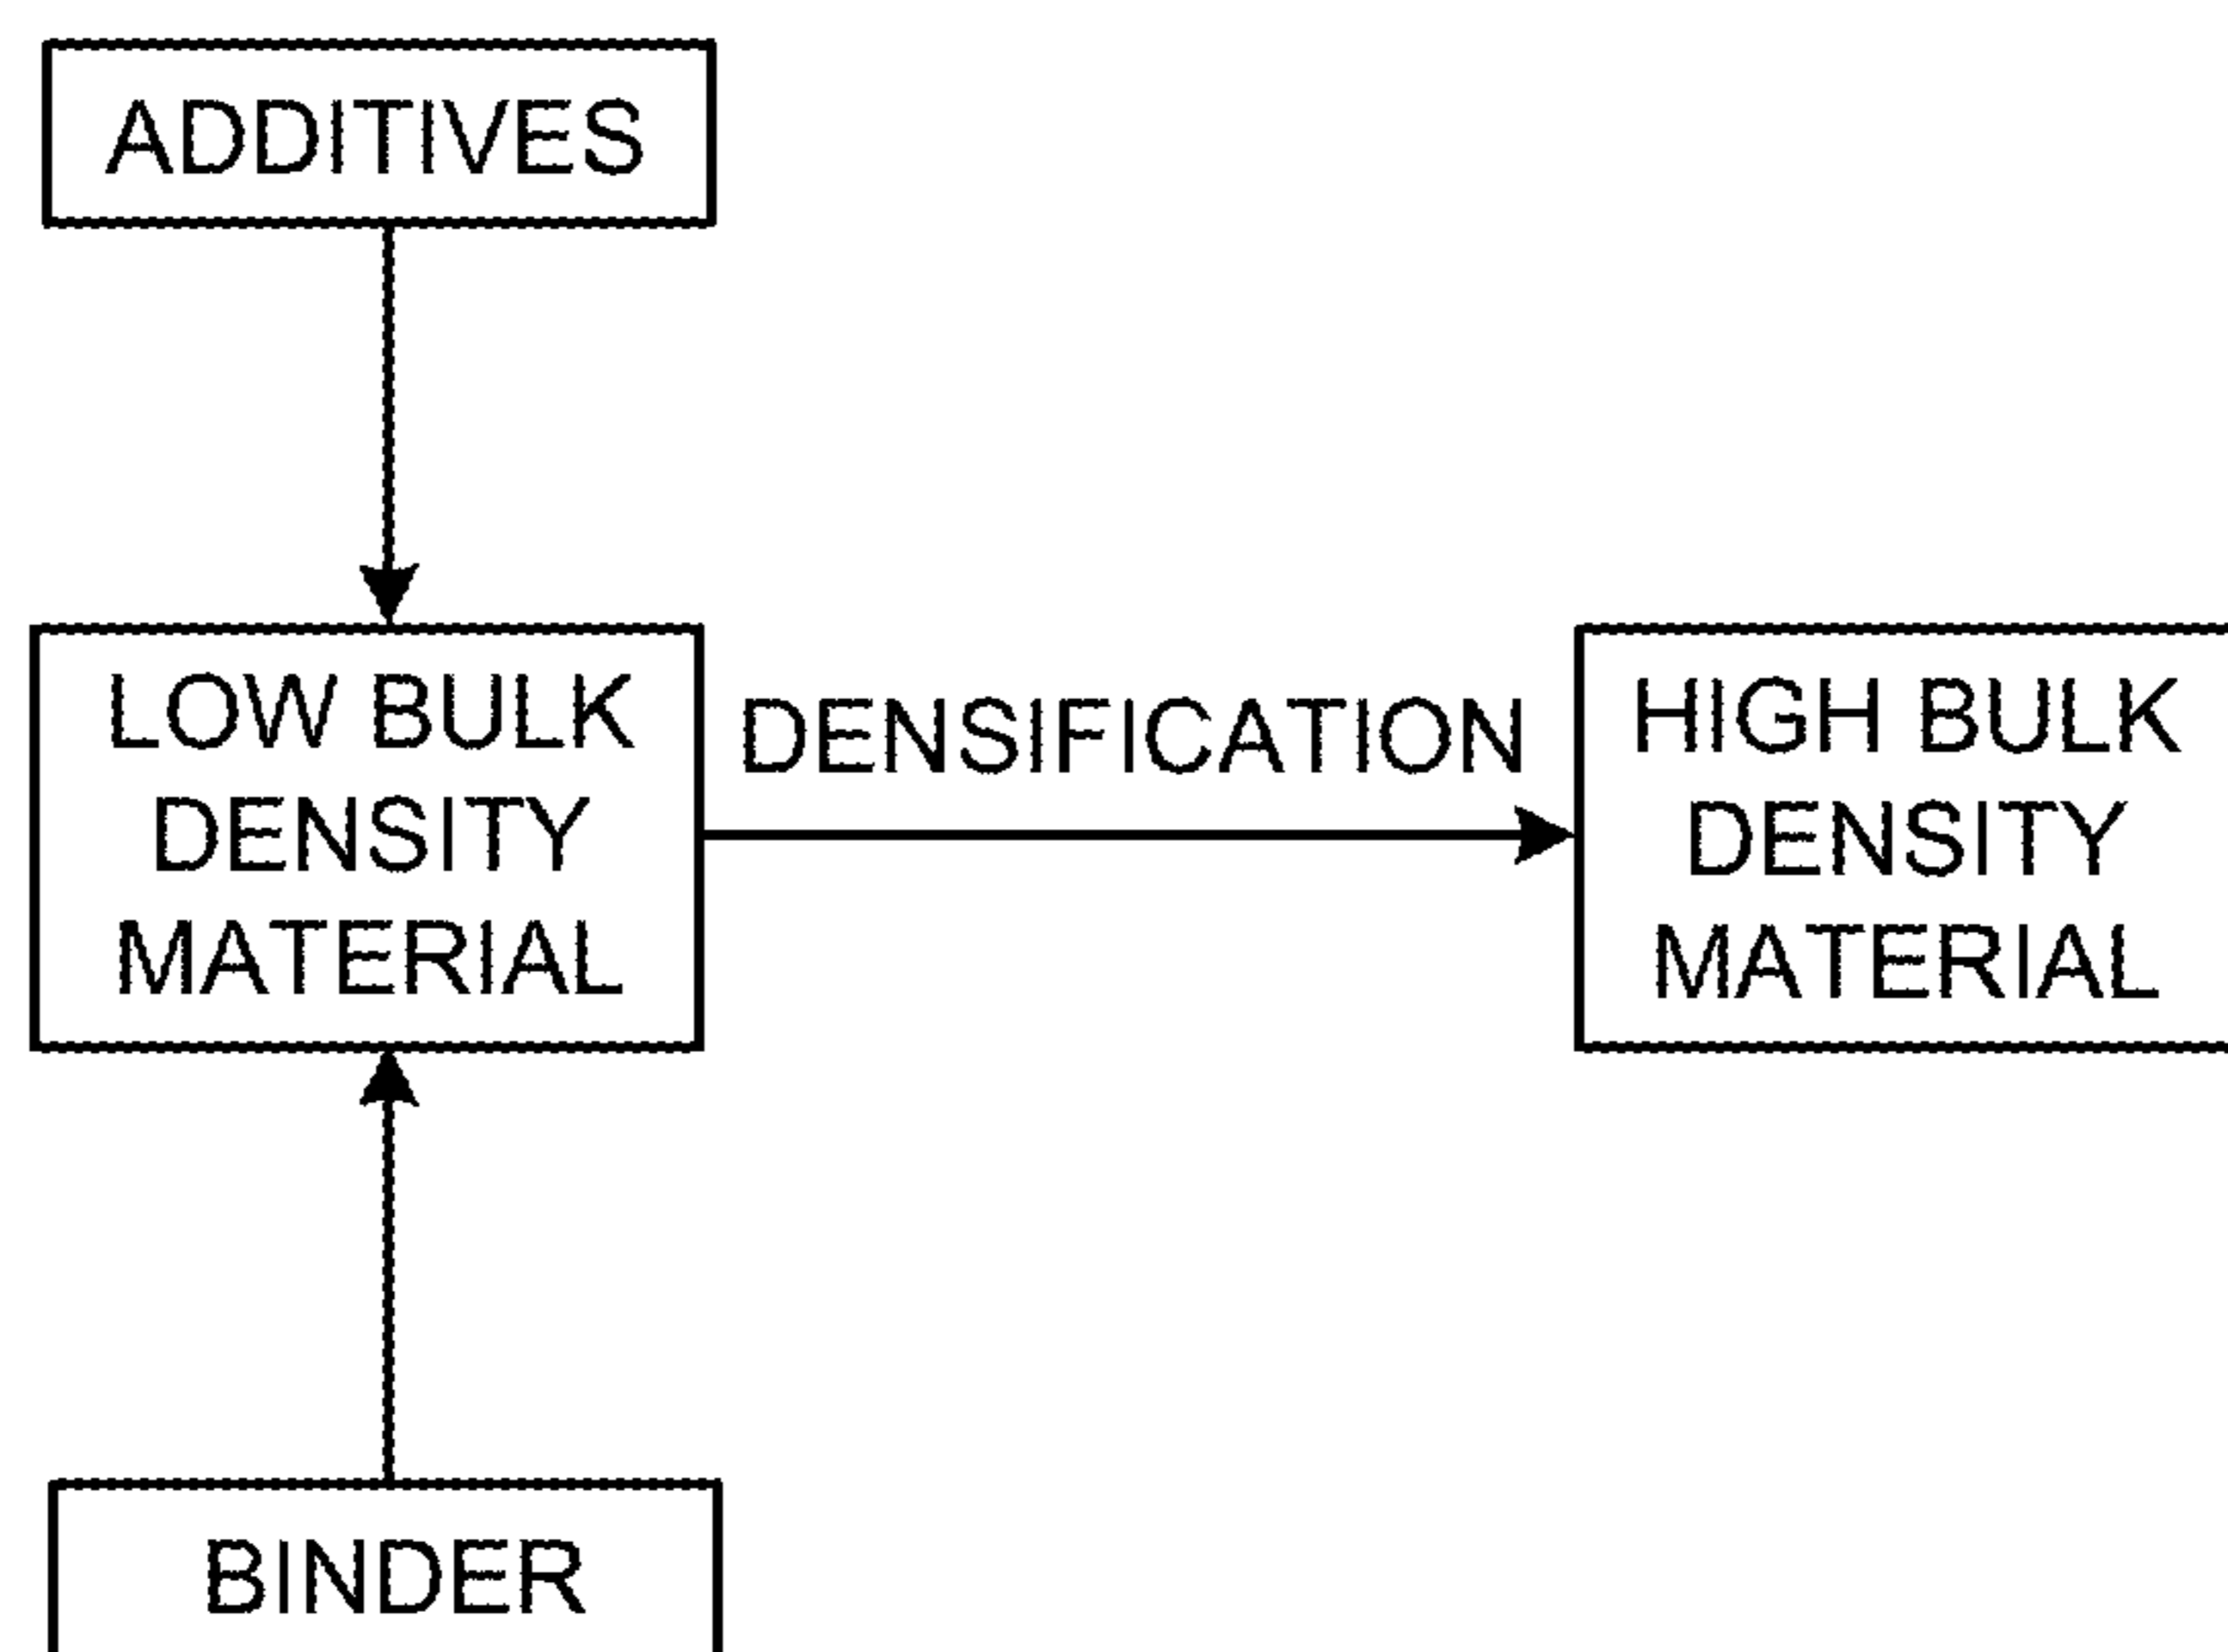 ADDITIVES
LOW BULK
DENSITY
MATERIAL
DENSIFICATION
HIGH BULK
DENSITY
MATERIAL
BINDER